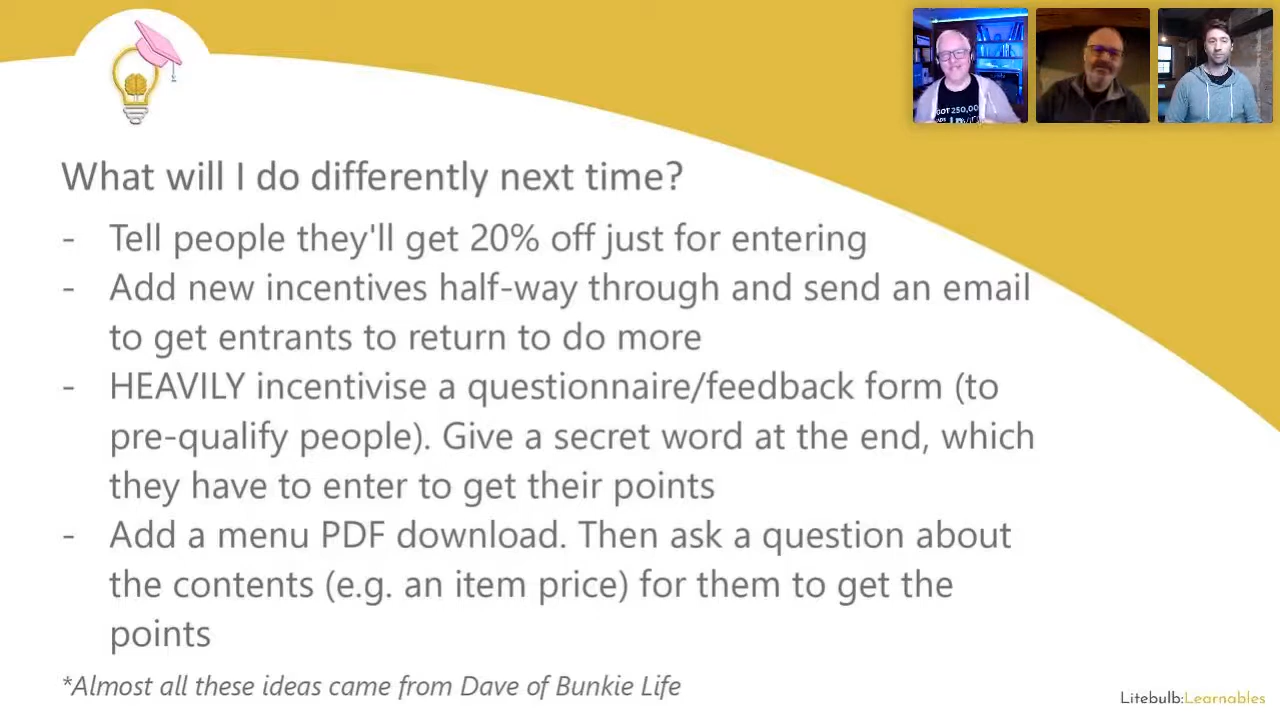 What will I do differently next time?
- Tell people they'll get 20% off just for entering
- Add new incentives half-way through and send an email
to get entrants to return to do more
- HEAVILY incentivise a questionnaire/feedback form (to
pre-qualify people). Give a secret word at the end, which
they have to enter to get their points
- Add a menu PDF download. Then ask a question about
the contents (e.g. an item price) for them to get the
points
*Almost all these ideas came from Dave of Bunkie Life
Litebulb:Learnables